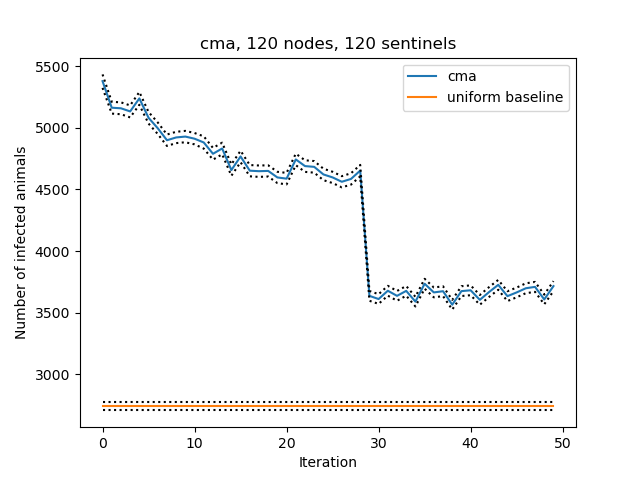 cma, 120 nodes, 120 sentinels
cma
uniform baseline
Number of infected animals
5500
5000
4500
4000
3500
3000
0 10 20 30 40 50
Iteration